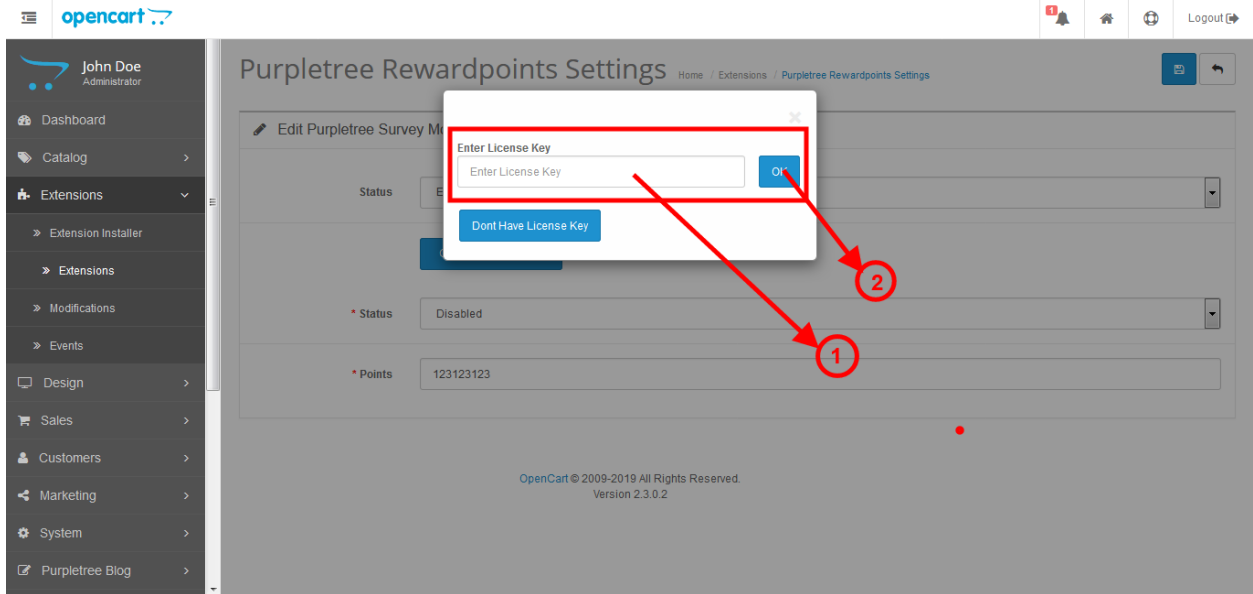 opencart
1
Logout
John Doe
Administrator
Purpletree Rewardpoints Settings
Home / Extensions / Purpletree Rewardpoints Settings
Dashboard
Catalog
Extensions
Extension Installer
Extensions
Modifications
Events
Design
Sales
Customers
Marketing
System
Purpletree Blog
Edit Purpletree Survey Mo
Enter License Key
Enter License Key
OK
Dont Have License Key
Status
E
* Status
Disabled
* Points
123123123
1
2
OpenCart © 2009-2019 All Rights Reserved.
Version 2.3.0.2